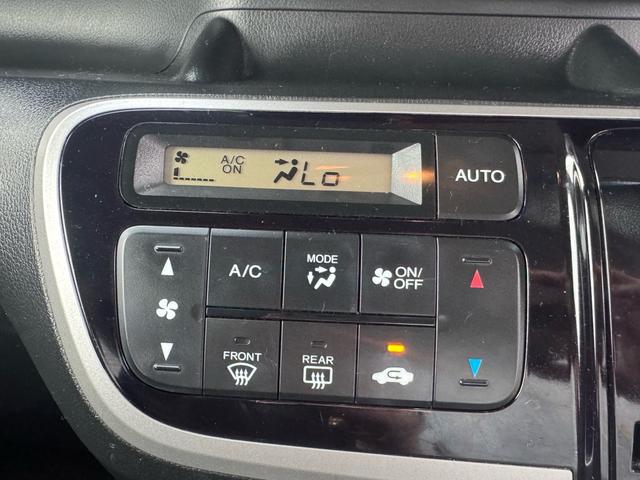 A/C
ON
Lo
AUTO
A/C
MODE
ON/
OFF
FRONT
REAR